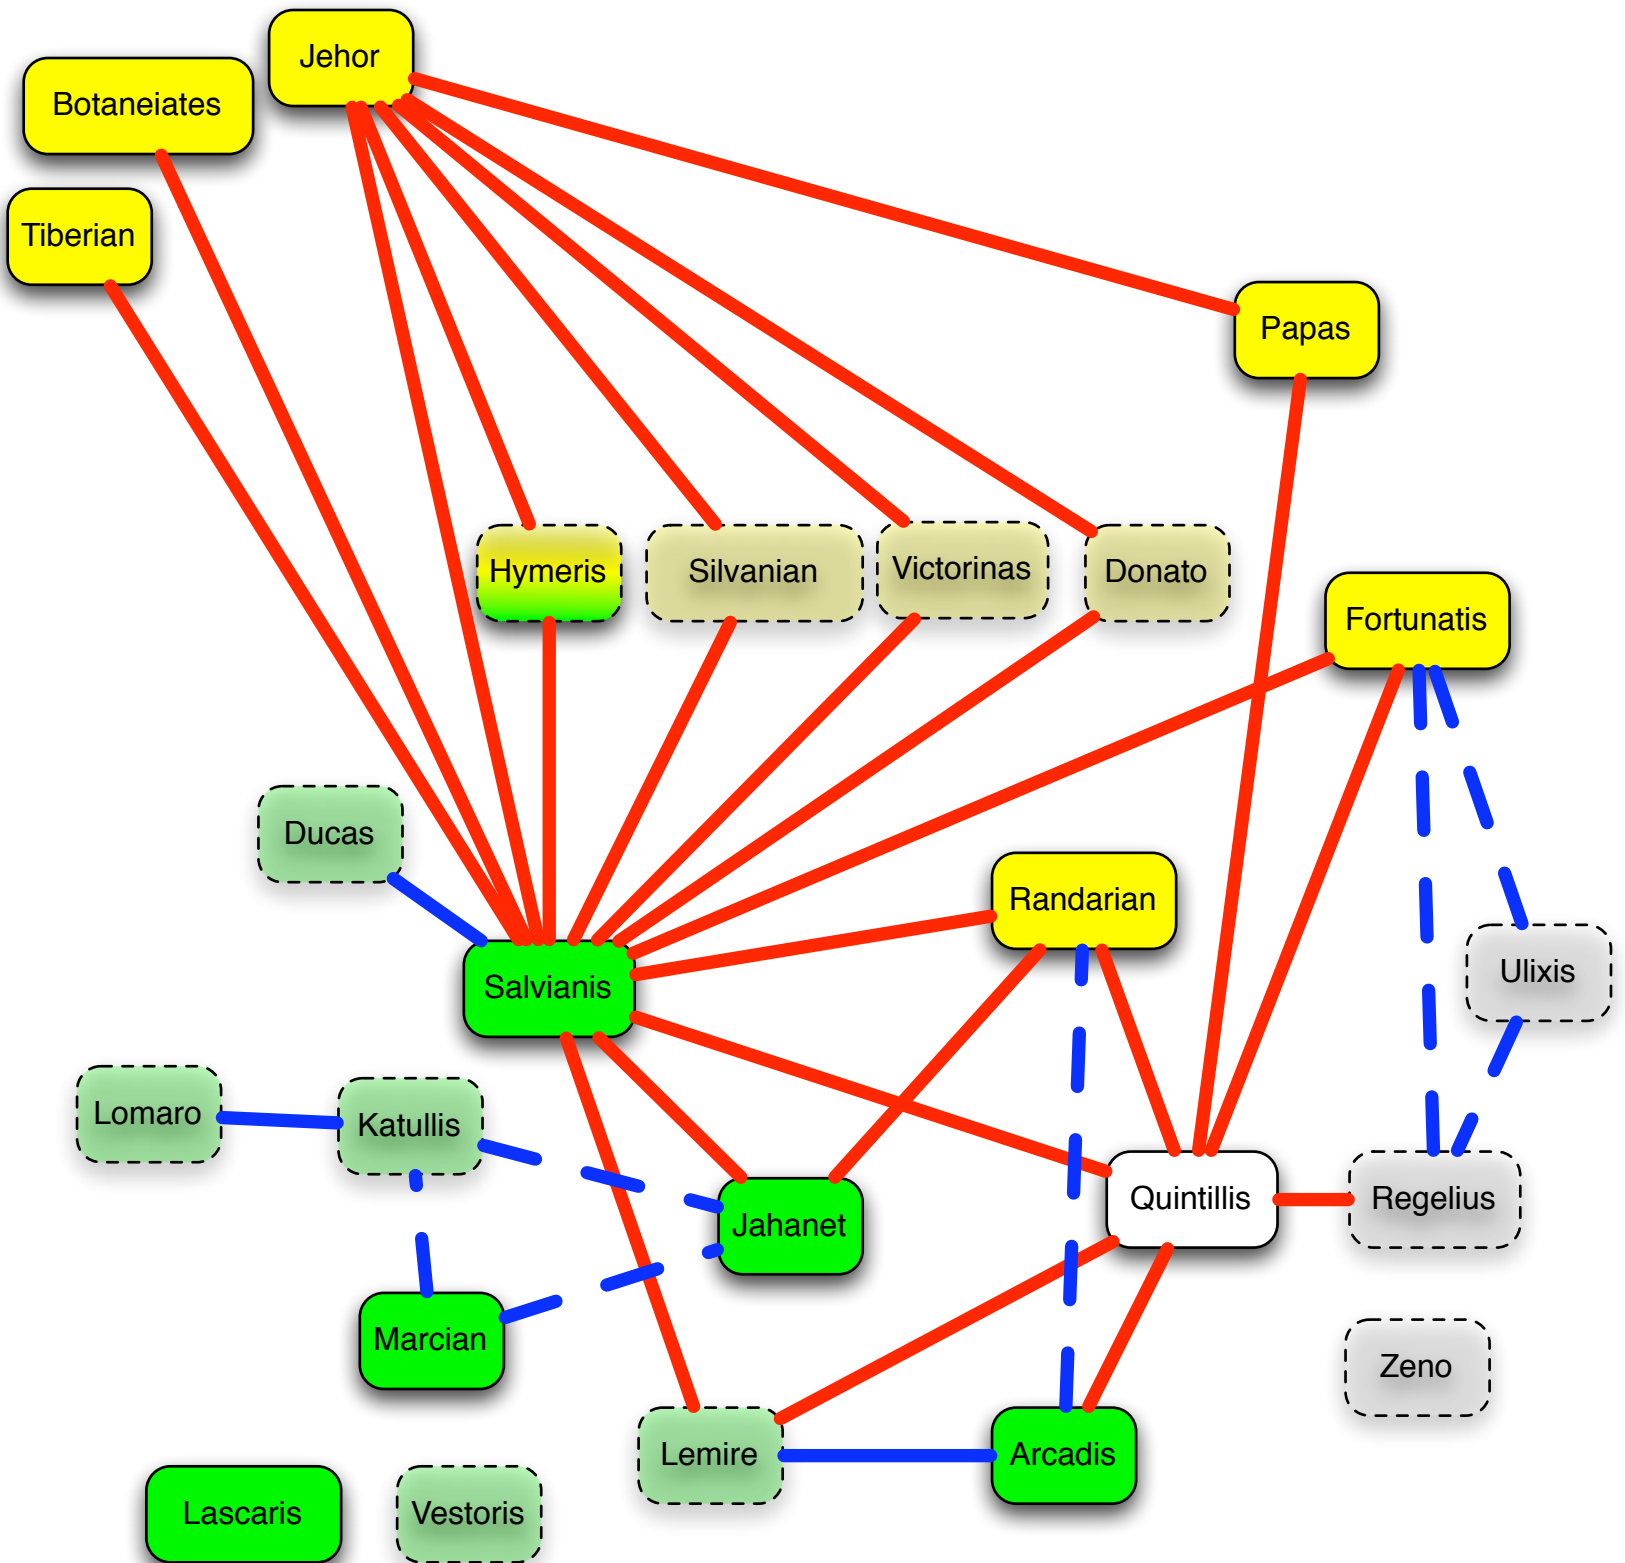 Jehor
Botaneiates
Tiberian
Papas
Hymeris
Silvanian
Victorinas
Donato
Fortunatis
Ducas
Randarian
Ulixis
Salvianis
Lomaro
Katullis
Quintillis
Regelius
Jahanet
Marcian
Zeno
Lemire
Arcadis
Lascaris
Vestoris